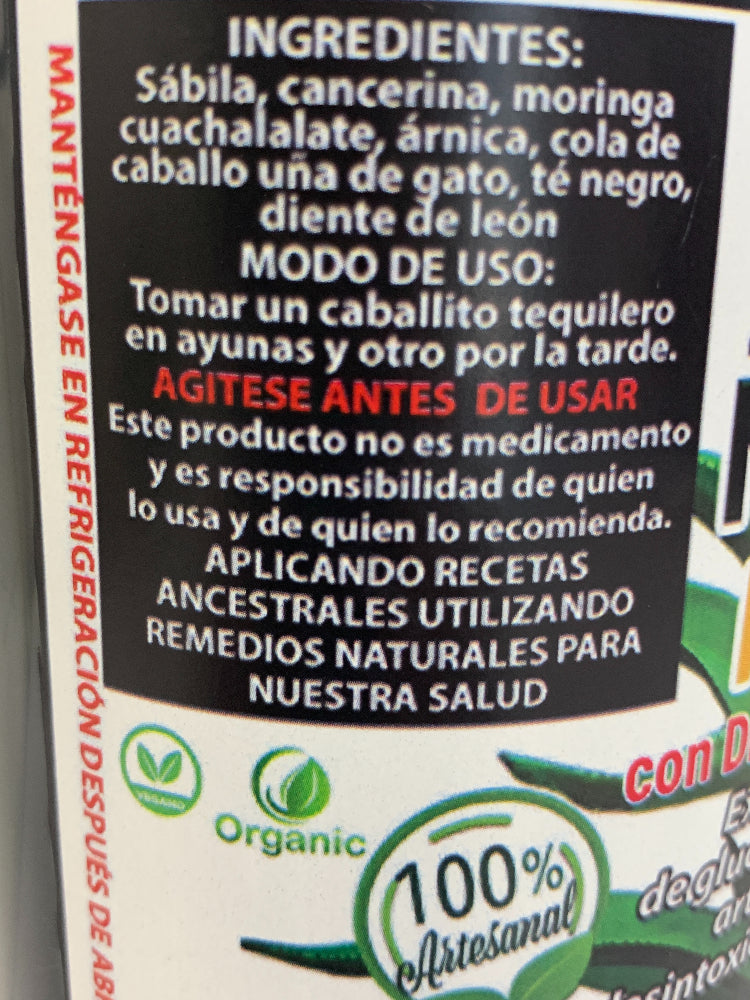 INGREDIENTES:
Sábila, cancerina, moringa
cuachalalate, árnica, cola de
caballo uña de gato, té negro,
diente de león
MODO DE USO:
Tomar un caballito tequilero
en ayunas y otro por la tarde.
AGITESE ANTES DE USAR
Este producto no es medicamento
y es responsibilidad de quien
lo usa y de quien lo recomienda.
APLICANDO RECETAS
ANCESTRALES UTILIZANDO
REMEDIOS NATURALES PARA
NUESTRA SALUD
MANTÉNGASE EN REFRIGERACIÓN DESPUÉS DE
VEGANO
Organic
100%
Artesanal
con